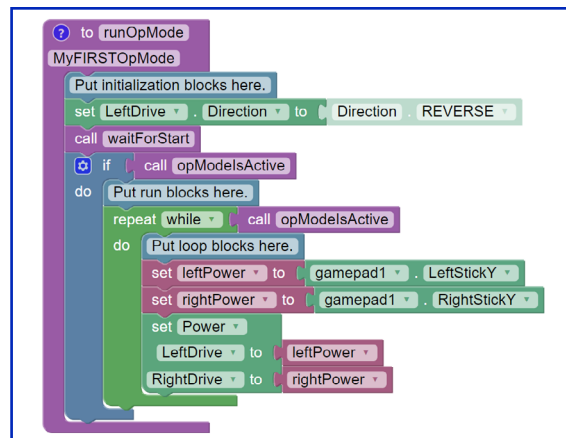 ? to runOpMode
MyFIRSTOpMode
Put initialization blocks here.
set LeftDrive . Direction to Direction . REVERSE
call waitForStart
if call opModeIsActive
do Put run blocks here.
repeat while call opModeIsActive
do Put loop blocks here.
set leftPower to gamepad1 . LeftStickY
set rightPower to gamepad1 . RightStickY
set Power
LeftDrive to leftPower
RightDrive to rightPower